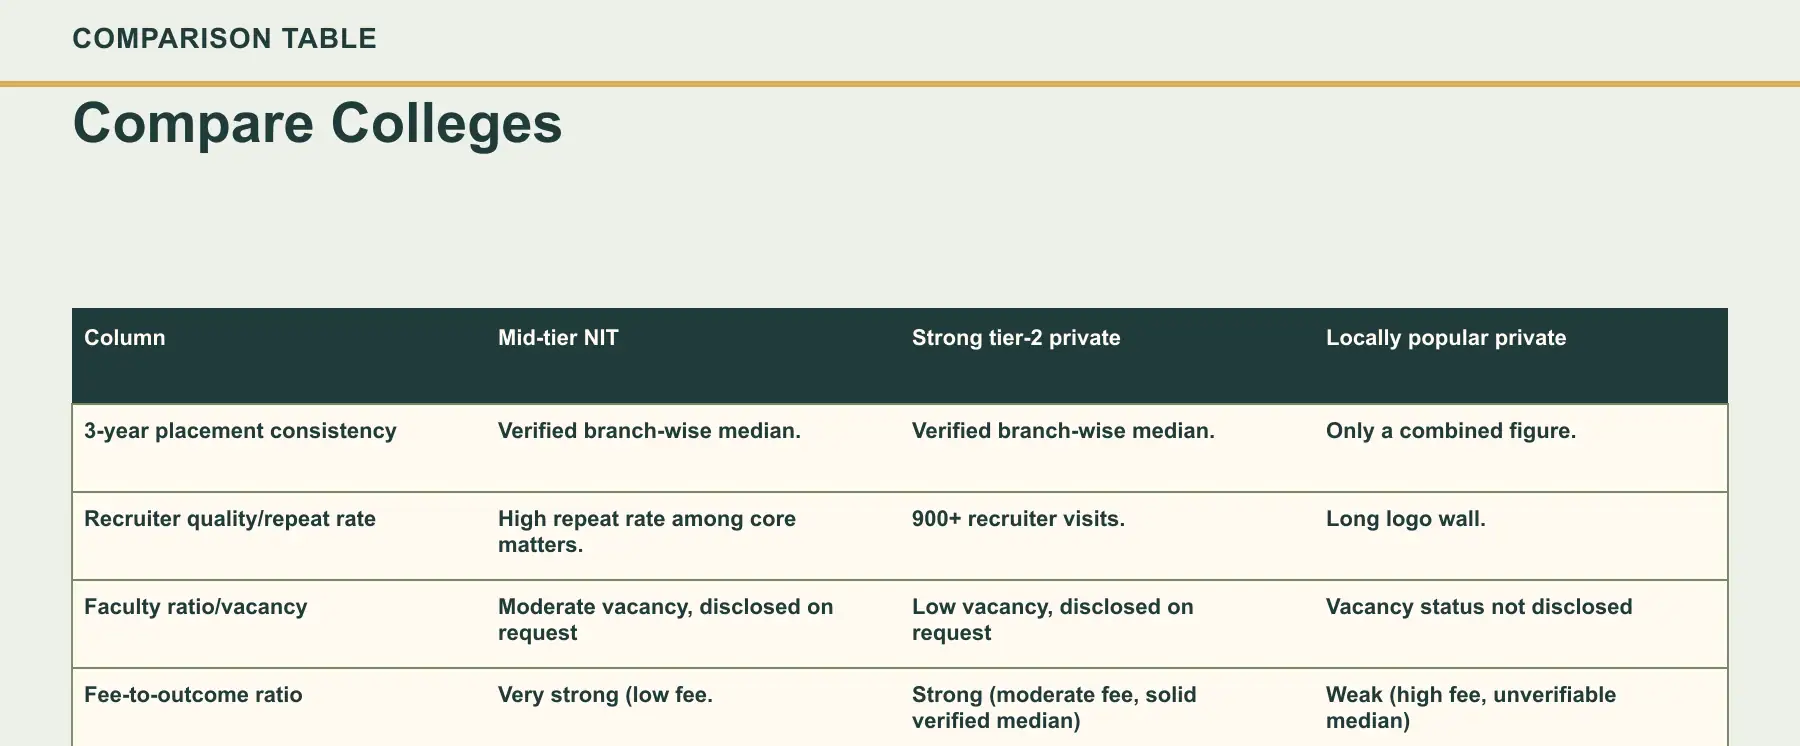 COMPARISON TABLE
Compare Colleges
Column
Mid-tier NIT
Strong tier-2 private
Locally popular private
3-year placement consistency
Verified branch-wise median.
Verified branch-wise median.
Only a combined figure.
Recruiter quality/repeat rate
High repeat rate among core
matters.
900+ recruiter visits.
Long logo wall.
Faculty ratio/vacancy
Moderate vacancy, disclosed on
request
Low vacancy, disclosed on
request
Vacancy status not disclosed
Fee-to-outcome ratio
Very strong (low fee.
Strong (moderate fee, solid
verified median)
Weak (high fee, unverifiable
median)